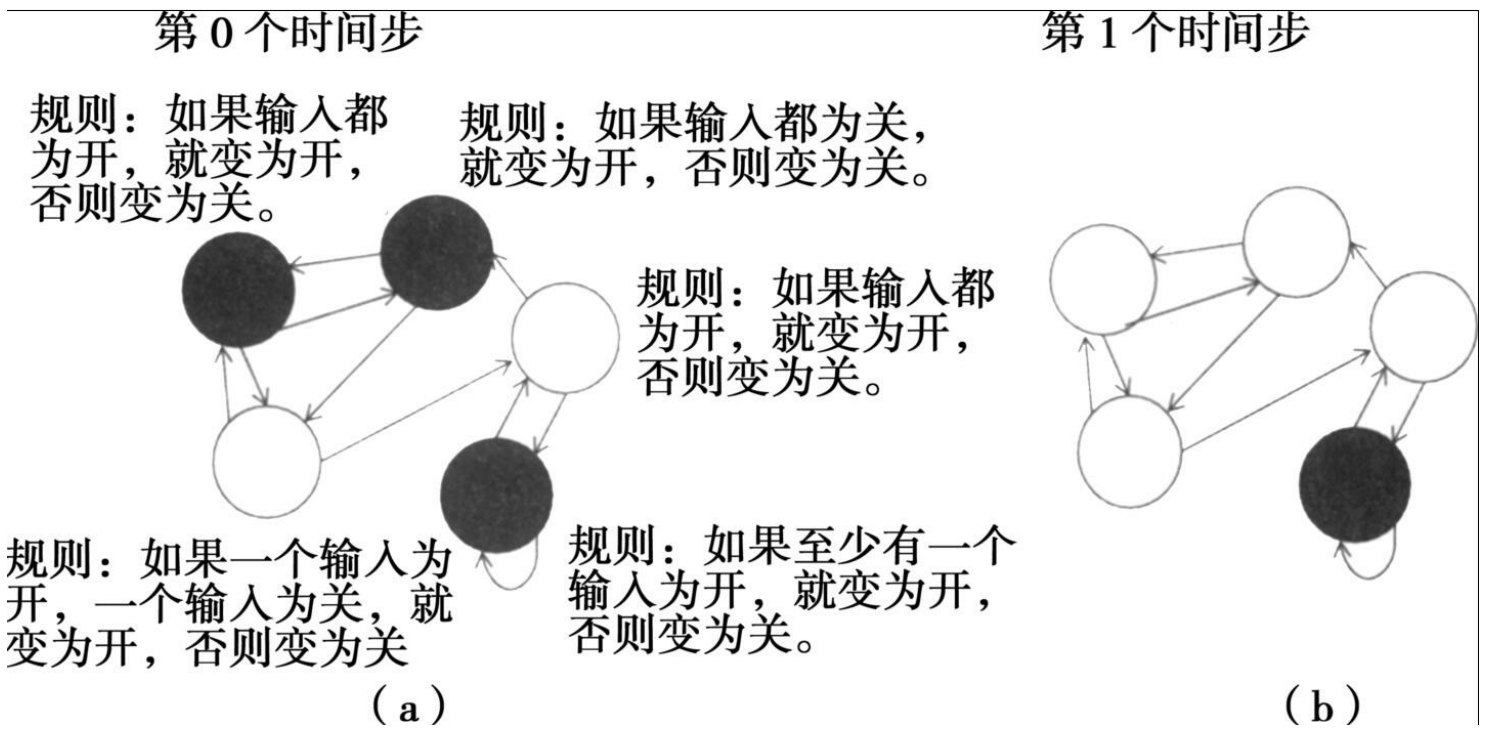 第 0 个时间步
第 1 个时间步
规则：如果输入都
为开，就变为开，
否则变为关。
规则：如果输入都为关，
就变为开，否则变为关。
规则：如果输入都
为开，就变为开，
否则变为关。
规则：如果一个输入为
开，一个输入为关，就
变为开，否则变为关
规则：如果至少有一个
输入为开，就变为开，
否则变为关。
（a）
（b）